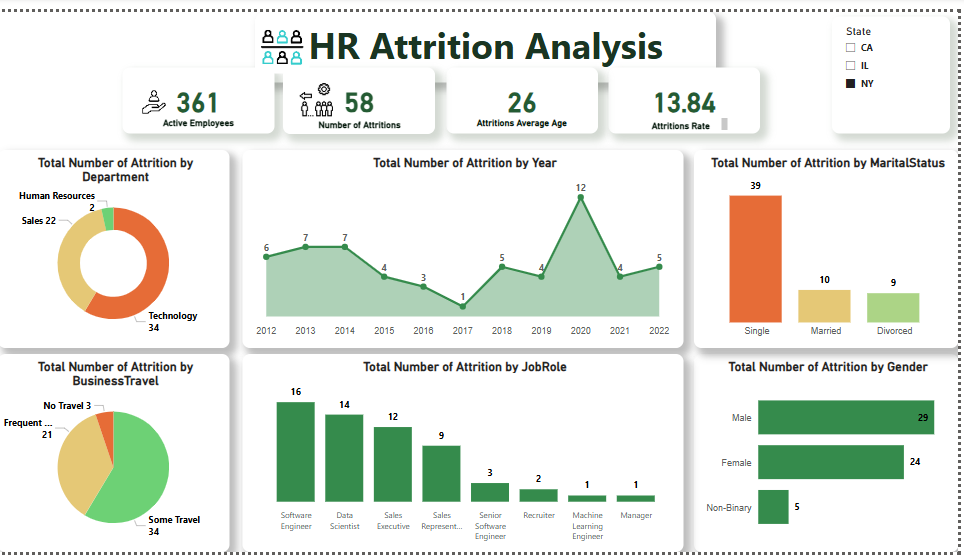 HR Attrition Analysis
State
CA
IL
NY
361
Active Employees
58
Number of Attritions
26
Attritions Average Age
13.84
Attritions Rate
Total Number of Attrition by
Department
Human Resources
2
Sales 22
Technology
34
Total Number of Attrition by Year
6
7
7
4
3
1
5
4
12
4
5
2012
2013
2014
2015
2016
2017
2018
2019
2020
2021
2022
Total Number of Attrition by MaritalStatus
39
10
9
Single
Married
Divorced
Total Number of Attrition by
BusinessTravel
No Travel 3
Frequent ...
21
Some Travel
34
Total Number of Attrition by JobRole
16
14
12
9
3
2
1
1
Software
Engineer
Data
Scientist
Sales
Executive
Sales
Represent...
Senior
Software
Engineer
Recruiter
Machine
Learning
Engineer
Manager
Total Number of Attrition by Gender
Male
29
Female
24
Non-Binary
5